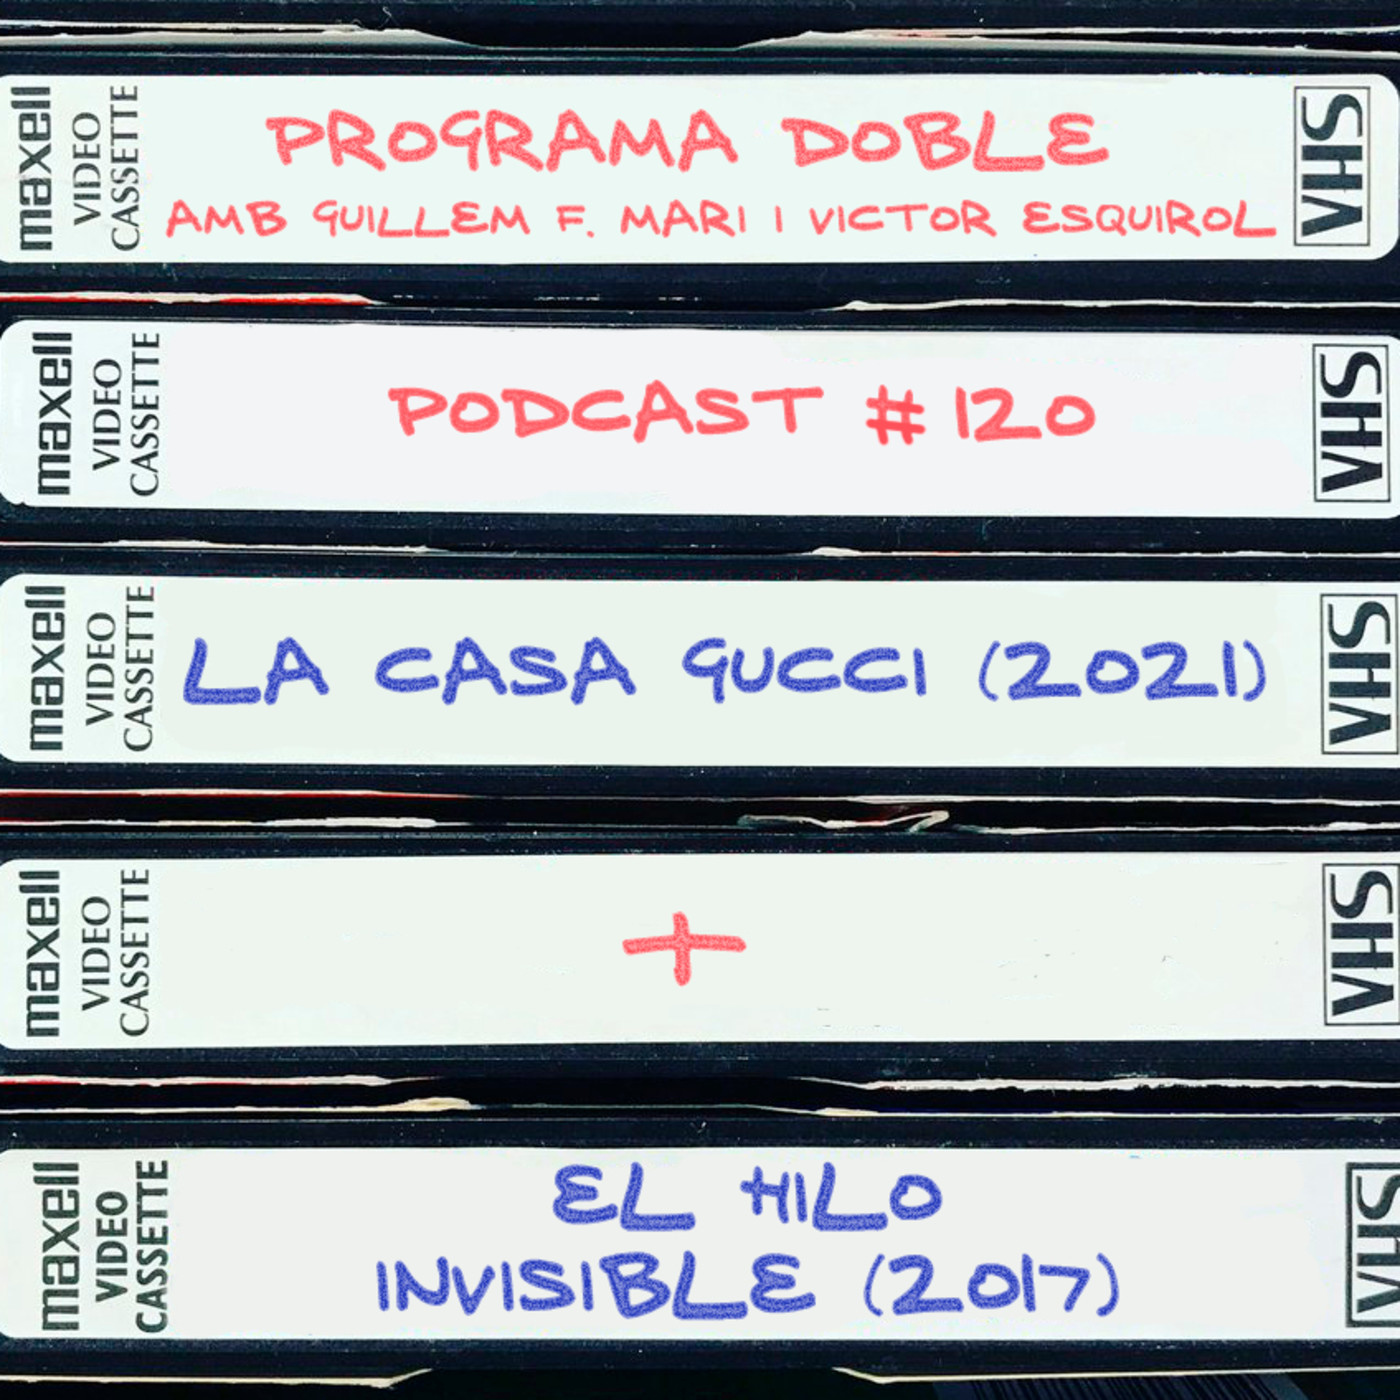 maxell
VIDEO
CASSETTE
PROGRAMA DOBLE
AMB GUILLEM F. MARI I VICTOR ESQUIROL
VHS
maxell
VIDEO
CASSETTE
PODCAST # 120
VHS
maxell
VIDEO
CASSETTE
LA CASA GUCCI (2021)
VHS
maxell
VIDEO
CASSETTE
+
VHS
maxell
VIDEO
CASSETTE
EL HILO
INVISIBLE (2017)
VHS